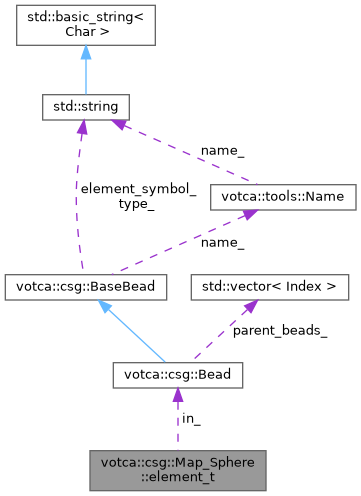 std::basic_string<
Char >
std::string
name_
element_symbol_
type_
votca::tools::Name
name_
votca::csg::BaseBead
std::vector< Index >
parent_beads_
votca::csg::Bead
in_
votca::csg::Map_Sphere
::element_t